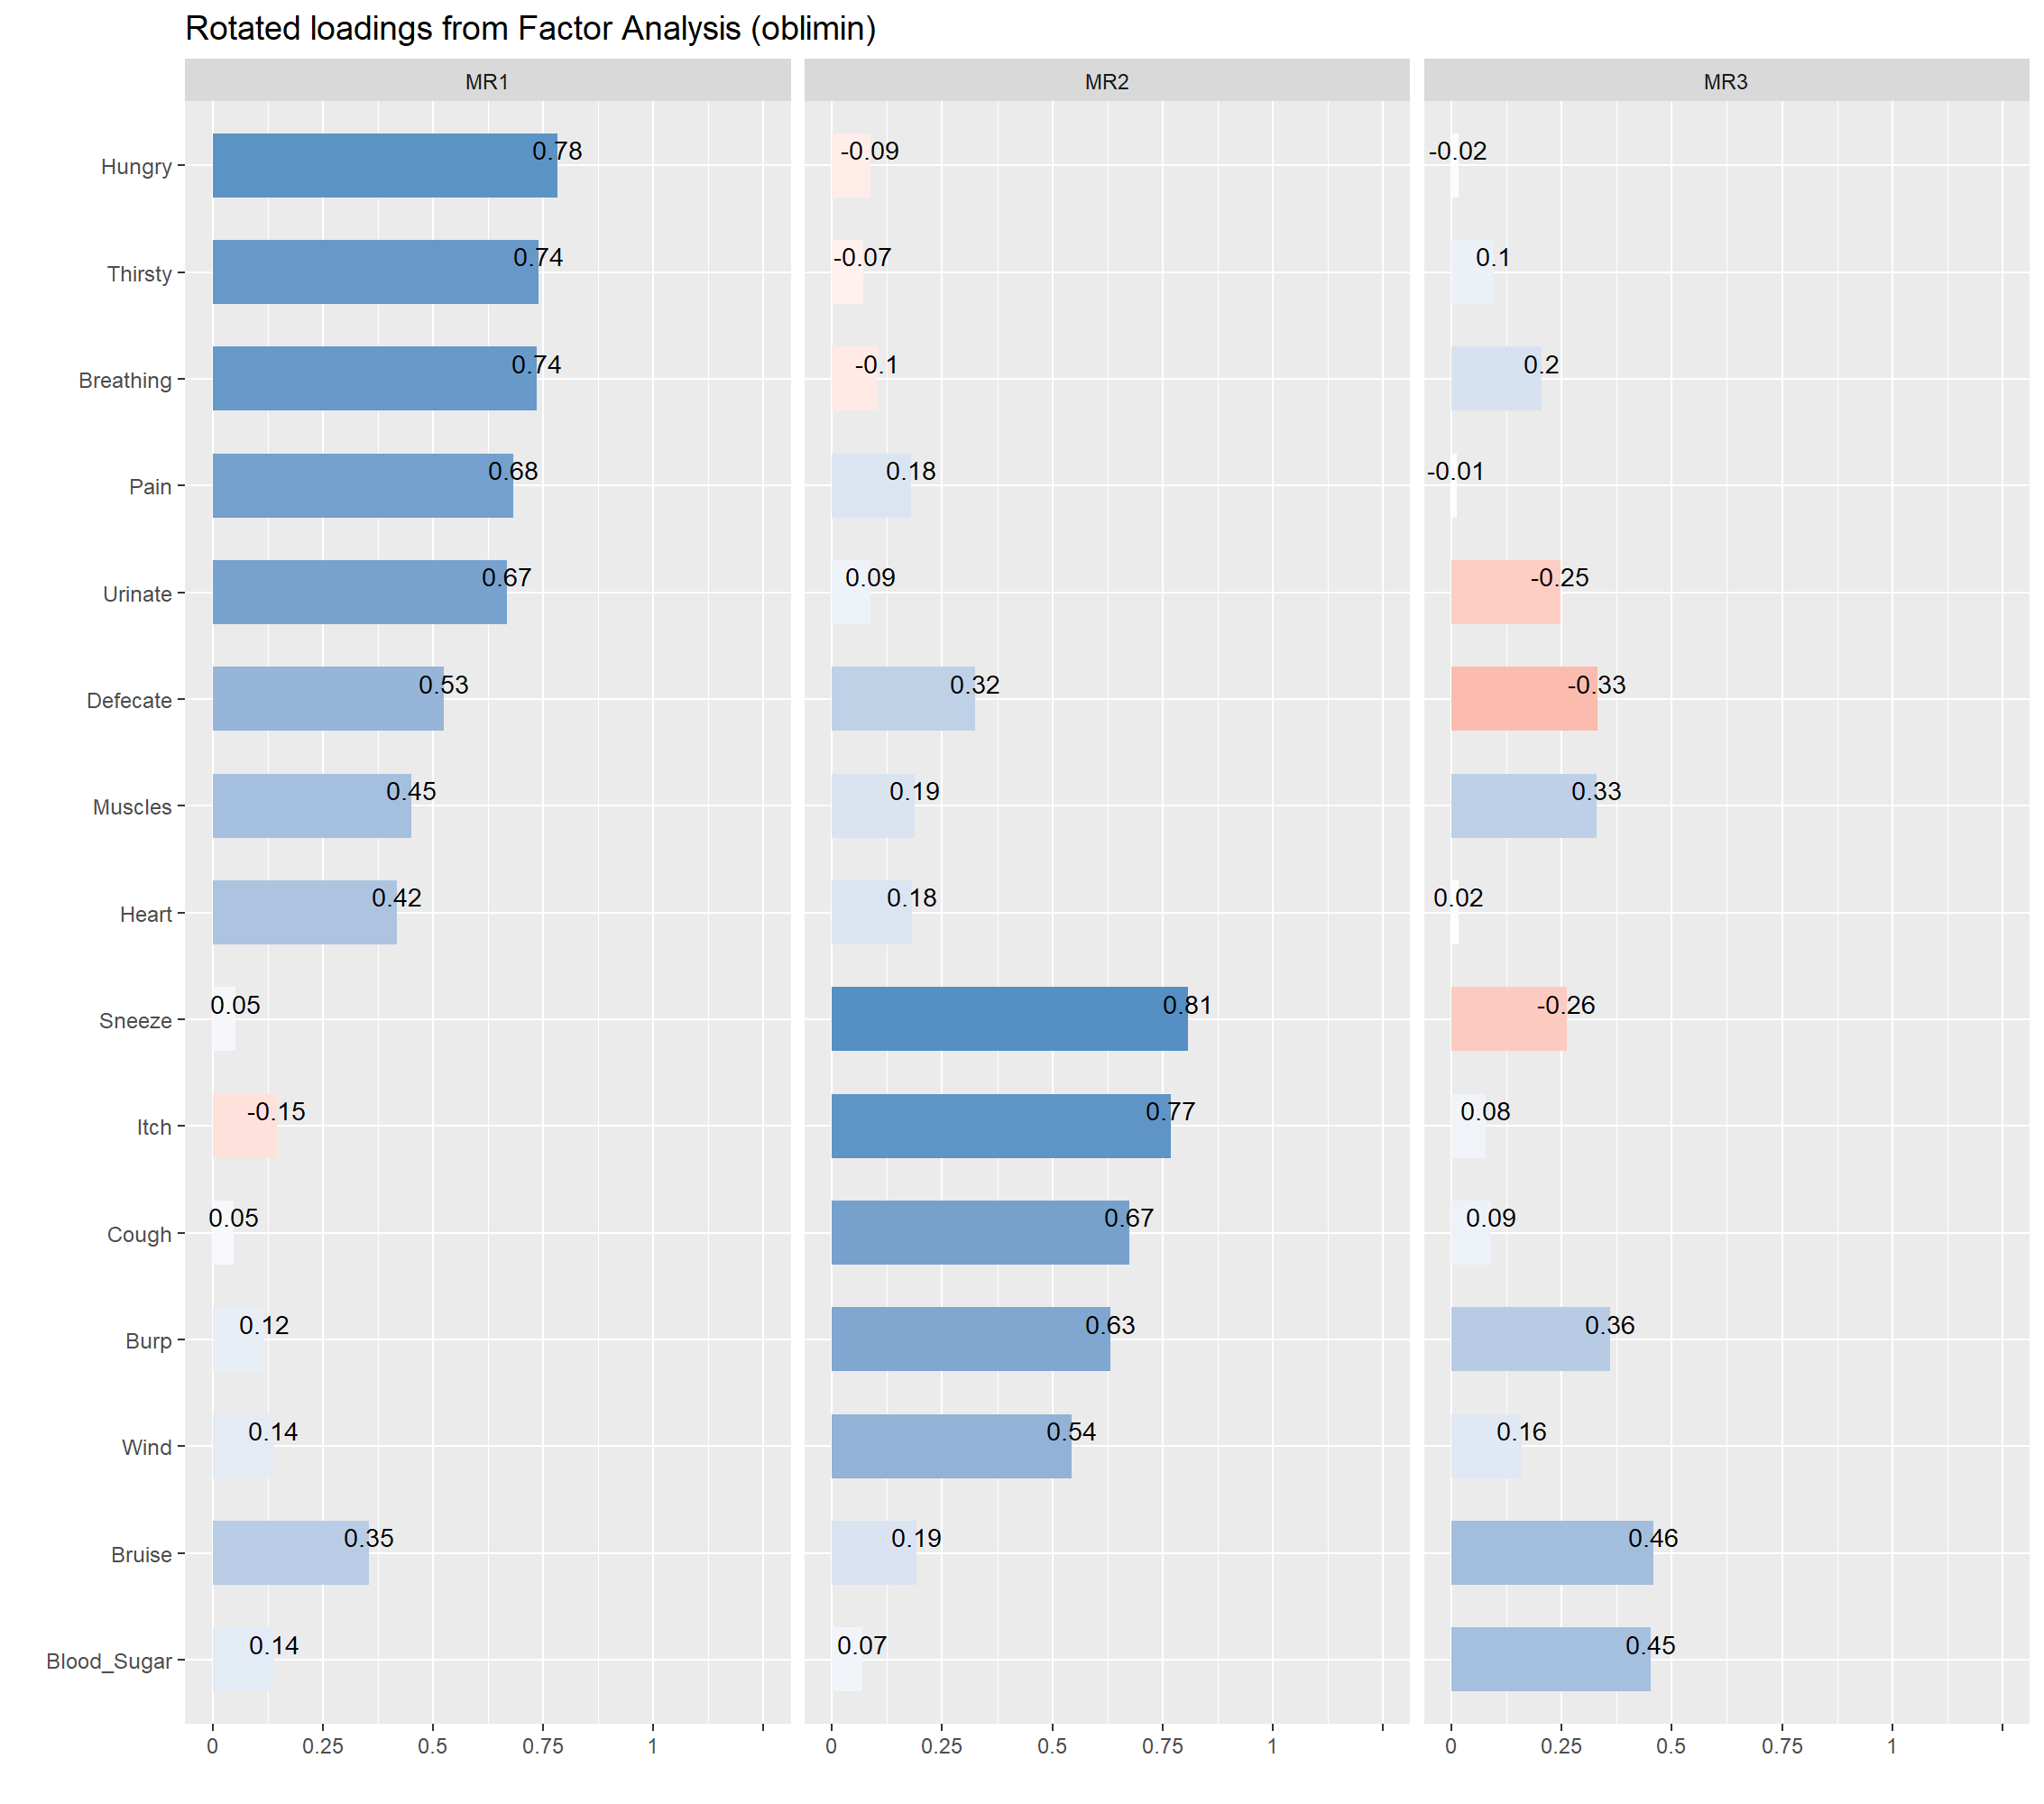 Rotated loadings from Factor Analysis (oblimin)
MR1 MR2 MR3
Hungry 0.78 -0.09 -0.02
Thirsty 0.74 -0.07 0.1
Breathing 0.74 -0.1 0.2
Pain 0.68 0.18 -0.01
Urinate 0.67 0.09 -0.25
Defecate 0.53 0.32 -0.33
Muscles 0.45 0.19 0.33
Heart 0.42 0.18 0.02
Sneeze 0.05 0.81 -0.26
Itch -0.15 0.77 0.08
Cough 0.05 0.67 0.09
Burp 0.12 0.63 0.36
Wind 0.14 0.54 0.16
Bruise 0.35 0.19 0.46
Blood_Sugar 0.14 0.07 0.45
0 0.25 0.5 0.75 1 0 0.25 0.5 0.75 1 0 0.25 0.5 0.75 1